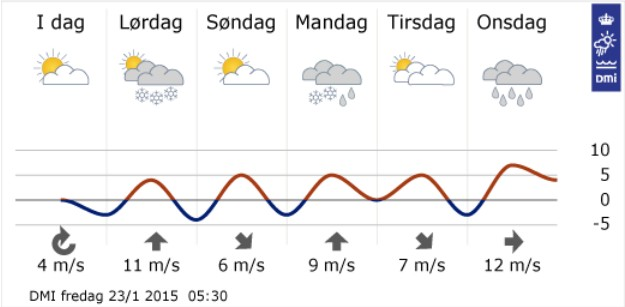 I dag Lørdag Søndag Mandag Tirsdag Onsdag
DMI
10
5
0
-5
4 m/s 11 m/s 6 m/s 9 m/s 7 m/s 12 m/s
DMI fredag 23/1 2015 05:30